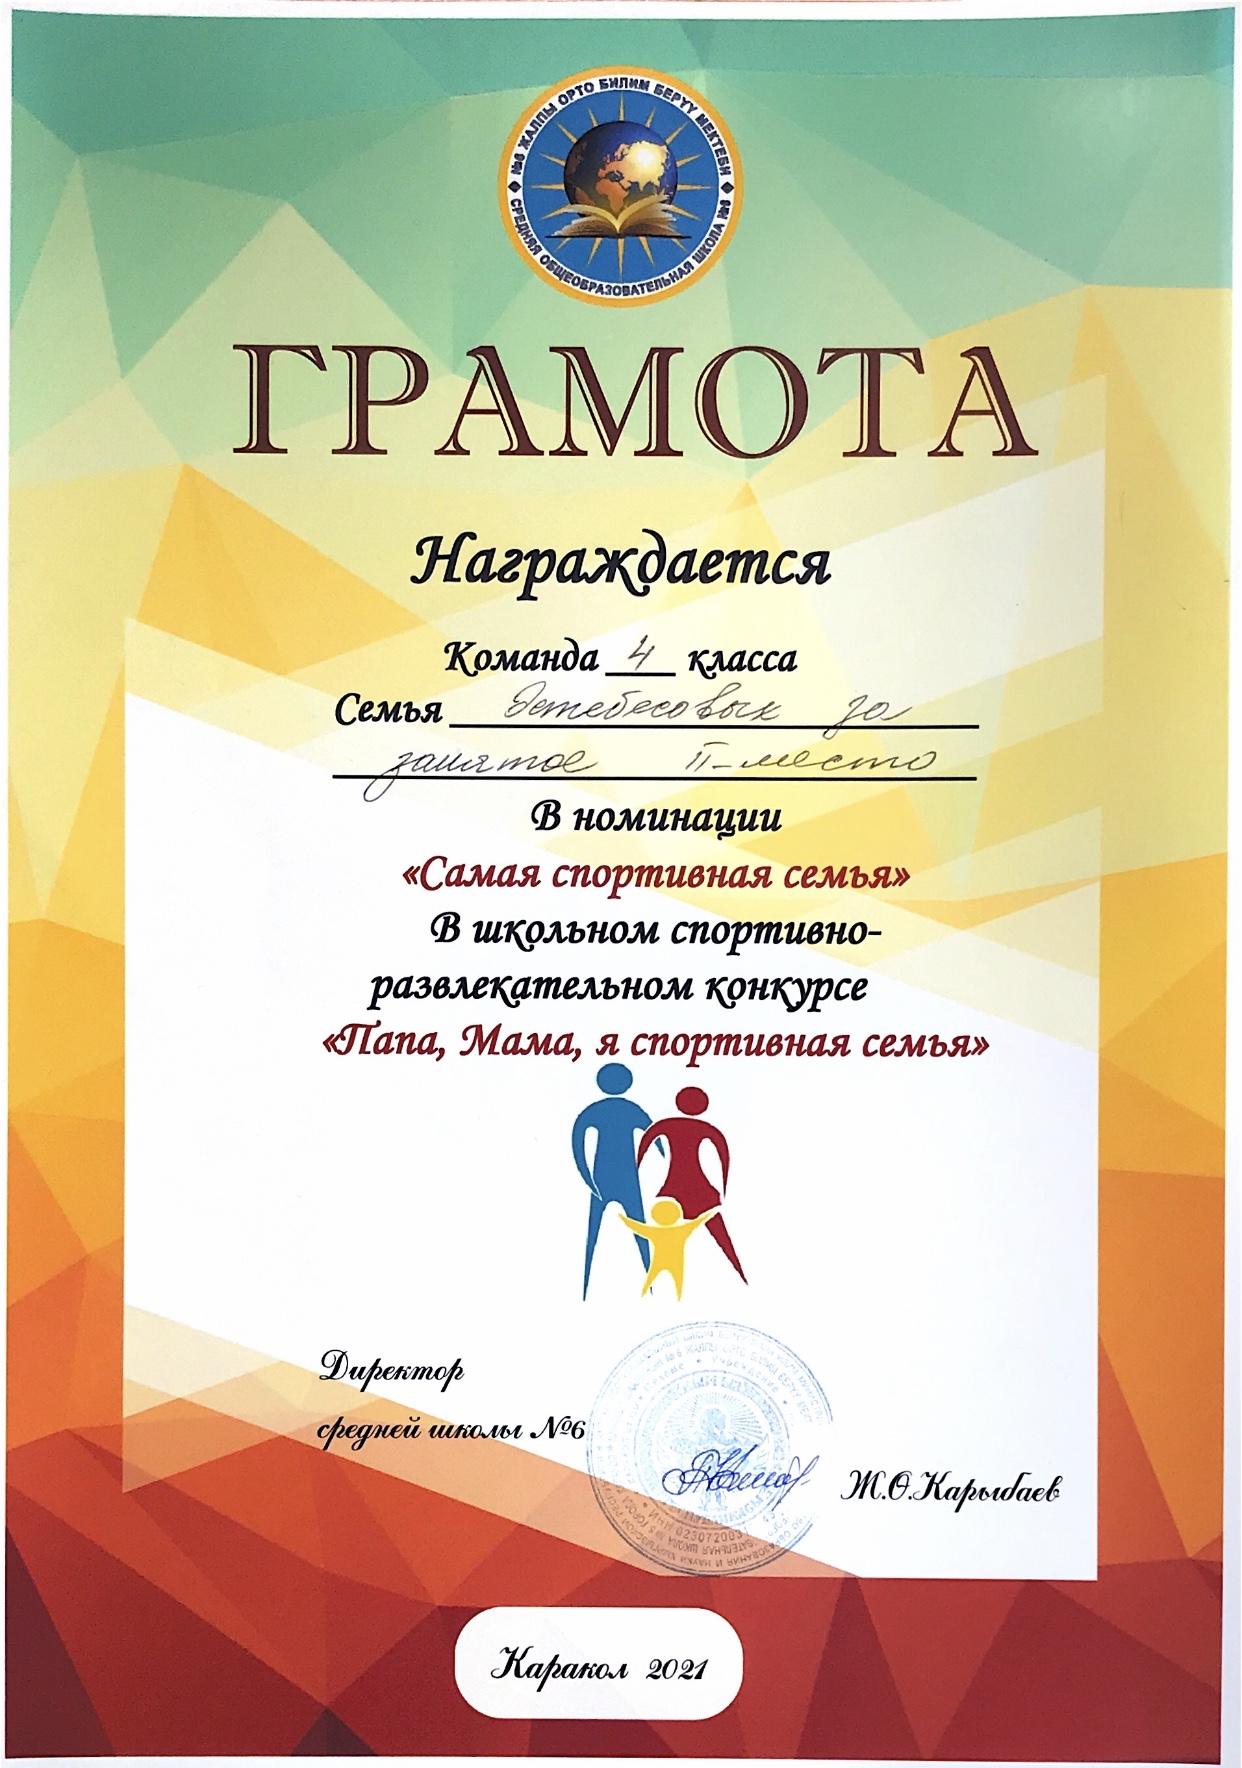 №6 ЖАЛПЫ ОРТО БИЛИМ БЕРҮҮ МЕКТЕБИ
СРЕДНЯЯ ОБЩЕОБРАЗОВАТЕЛЬНАЯ ШКОЛА №6
ГРАМОТА
Награждается
Команда 4 класса
Семья за
занятое II-место
В номинации
«Самая спортивная семья»
В школьном спортивно-
развлекательном конкурсе
«Папа, Мама, я спортивная семья»
Директор
средней школы №6
Ж.Ө.Карыбаев
Каракол 2021